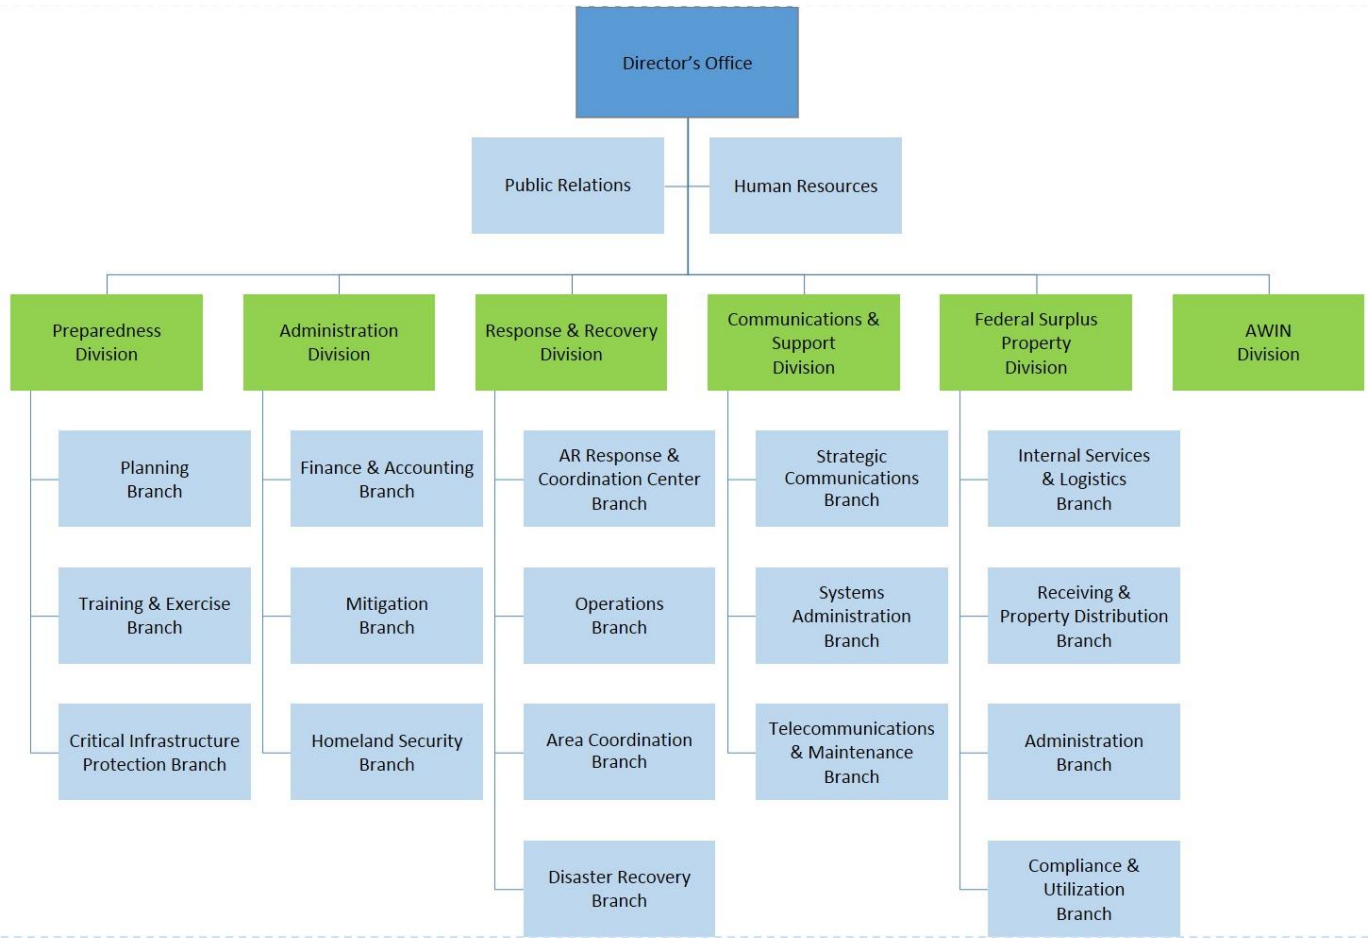 Director's Office
Public Relations
Human Resources
Preparedness
Division
Administration
Division
Response & Recovery
Division
Communications &
Support
Division
Federal Surplus
Property
Division
AWIN
Division
Planning
Branch
Finance & Accounting
Branch
AR Response &
Coordination Center
Branch
Strategic
Communications
Branch
Internal Services
& Logistics
Branch
Training & Exercise
Branch
Mitigation
Branch
Operations
Branch
Systems
Administration
Branch
Receiving &
Property Distribution
Branch
Critical Infrastructure
Protection Branch
Homeland Security
Branch
Area Coordination
Branch
Telecommunications
& Maintenance
Branch
Administration
Branch
Disaster Recovery
Branch
Compliance &
Utilization
Branch